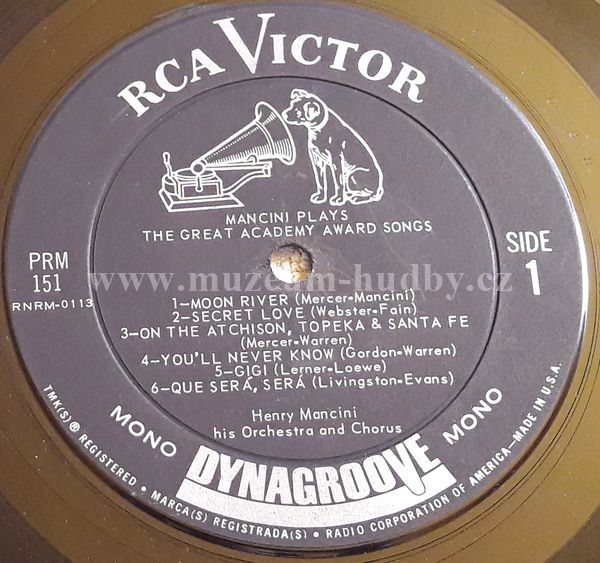 RCA VICTOR
MANCINI PLAYS
THE GREAT ACADEMY AWARD SONGS
PRM
151
RNRM-0113
SIDE
1
www.muzeum-hudby.cz
1-MOON RIVER (Mercer-Mancini)
2-SECRET LOVE (Webster-Fain)
3-ON THE ATCHISON, TOPEKA & SANTA FE
(Mercer-Warren)
4-YOU'LL NEVER KNOW (Gordon-Warren)
5-GIGI (Lerner-Loewe)
6-QUE SERÁ, SERÁ (Livingston-Evans)
Henry Mancini
his Orchestra and Chorus
MONO DYNAGROOVE MONO
TMK(S) ® REGISTERED • MARCA(S) REGISTRADA(S) • RADIO CORPORATION OF AMERICA—MADE IN U.S.A.